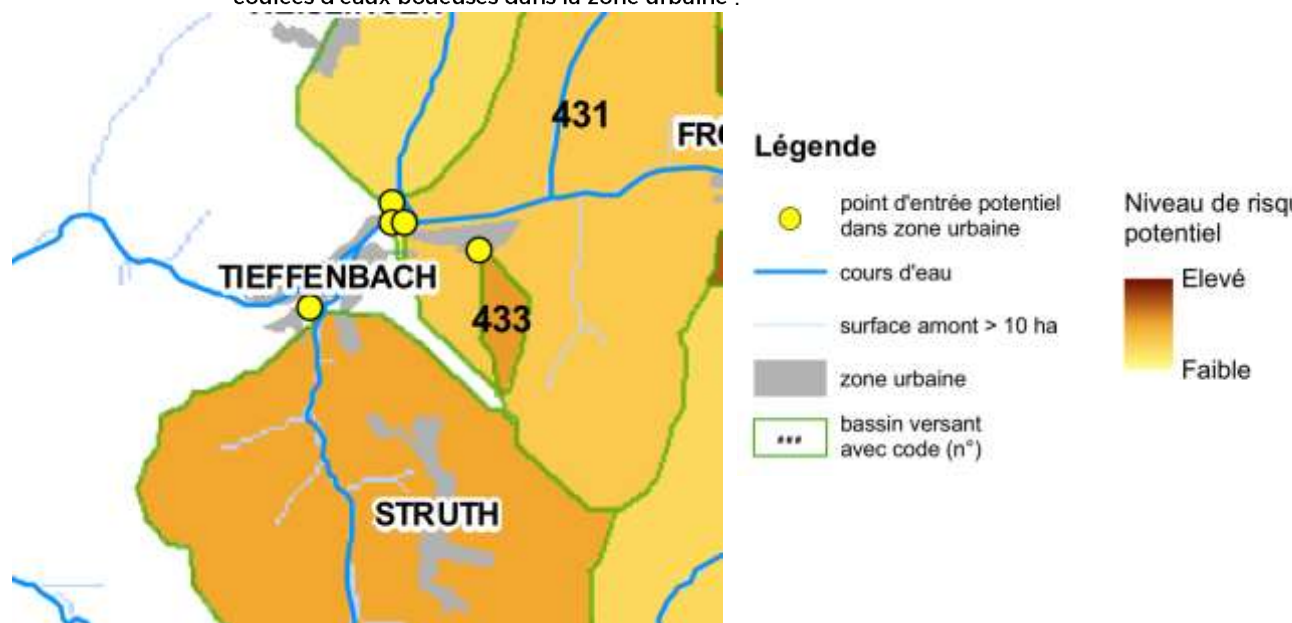 coulées d'eaux boueuses dans la zone urbaine :
431
FRO
TIEFFENBACH
433
STRUTH
Légende
point d'entrée potentiel
dans zone urbaine
cours d'eau
surface amont > 10 ha
zone urbaine
###
bassin versant
avec code (n°)
Niveau de risqu
potentiel
Elevé
Faible